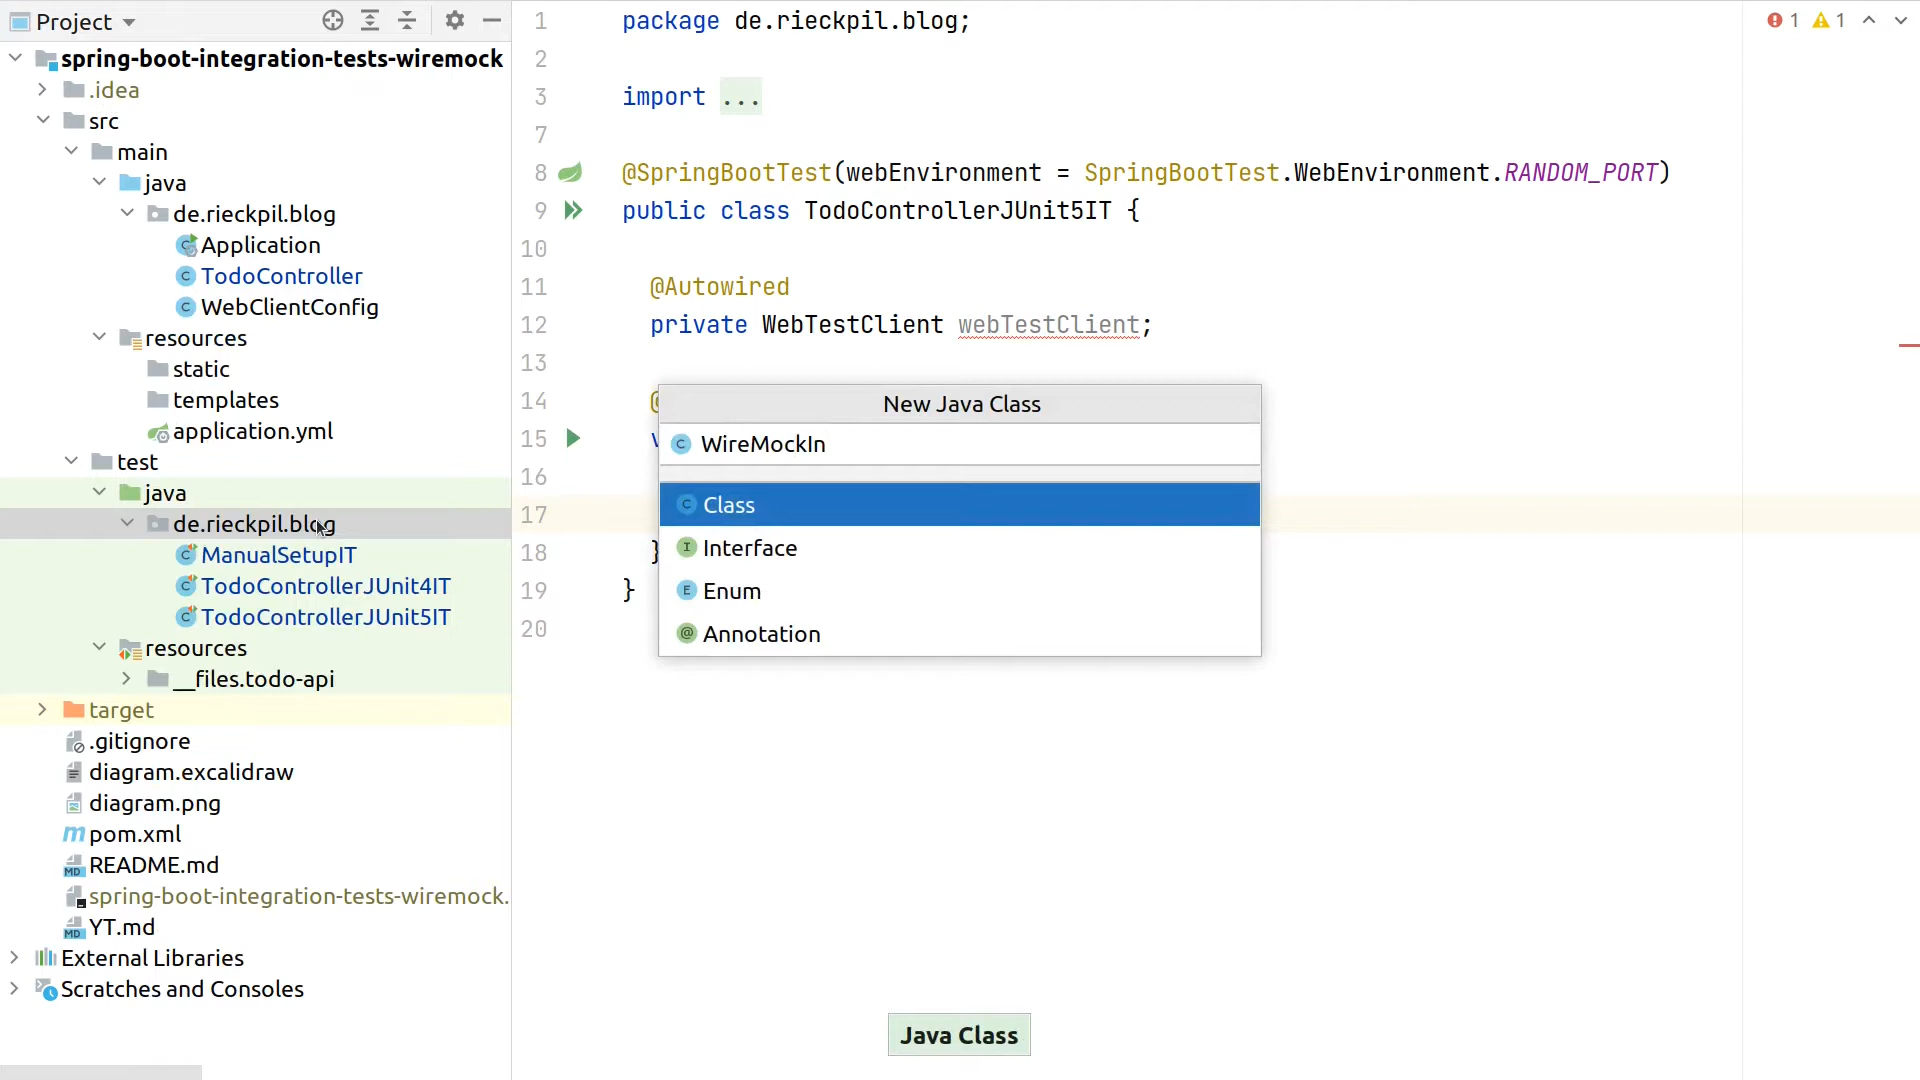 Project
spring-boot-integration-tests-wiremock
.idea
src
main
java
de.rieckpil.blog
Application
TodoController
WebClientConfig
resources
static
templates
application.yml
test
java
de.rieckpil.blog
ManualSetupIT
TodoControllerJUnit4IT
TodoControllerJUnit5IT
resources
__files.todo-api
target
.gitignore
diagram.excalidraw
diagram.png
pom.xml
README.md
spring-boot-integration-tests-wiremock.
YT.md
External Libraries
Scratches and Consoles
1 package de.rieckpil.blog;
2
3 import ...
7
8 @SpringBootTest(webEnvironment = SpringBootTest.WebEnvironment.RANDOM_PORT)
9 public class TodoControllerJUnit5IT {
10
11 @Autowired
12 private WebTestClient webTestClient;
13
14 @
15 v
16
17
18 }
19 }
20
1 1
New Java Class
WireMockIn
Class
Interface
Enum
Annotation
Java Class